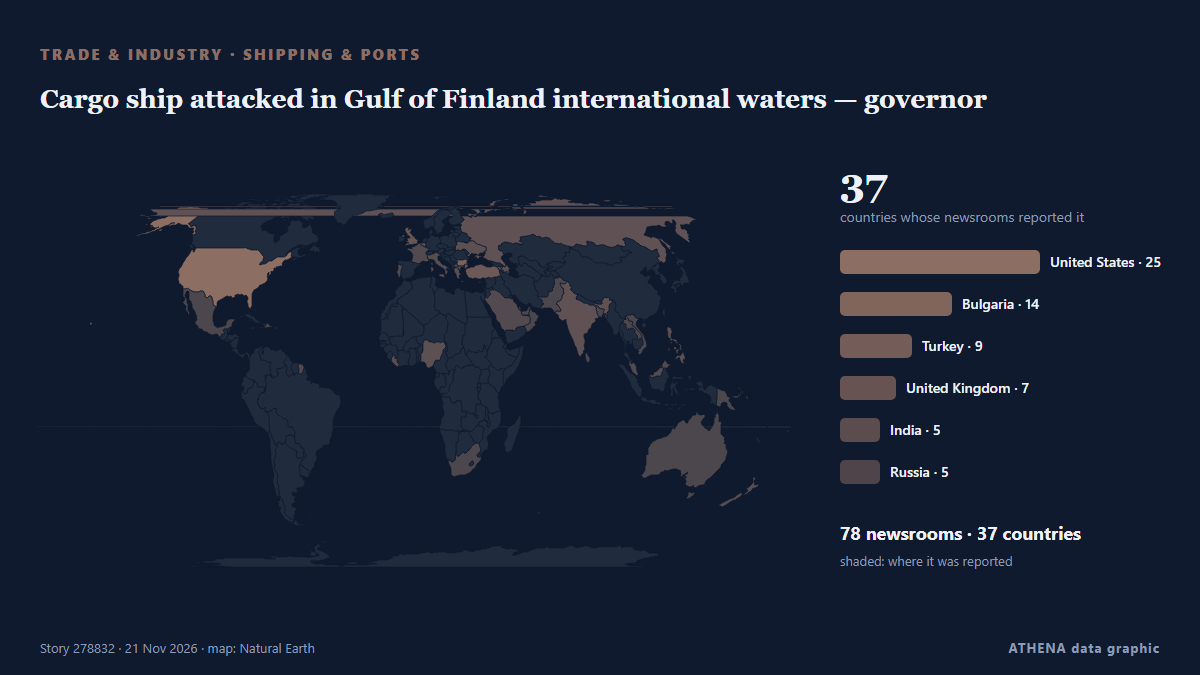 TRADE & INDUSTRY · SHIPPING & PORTS
Cargo ship attacked in Gulf of Finland international waters — governor
37
countries whose newsrooms reported it
United States · 25
Bulgaria · 14
Turkey · 9
United Kingdom · 7
India · 5
Russia · 5
78 newsrooms · 37 countries
shaded: where it was reported
Story 278832 · 21 Nov 2026 · map: Natural Earth
ATHENA data graphic